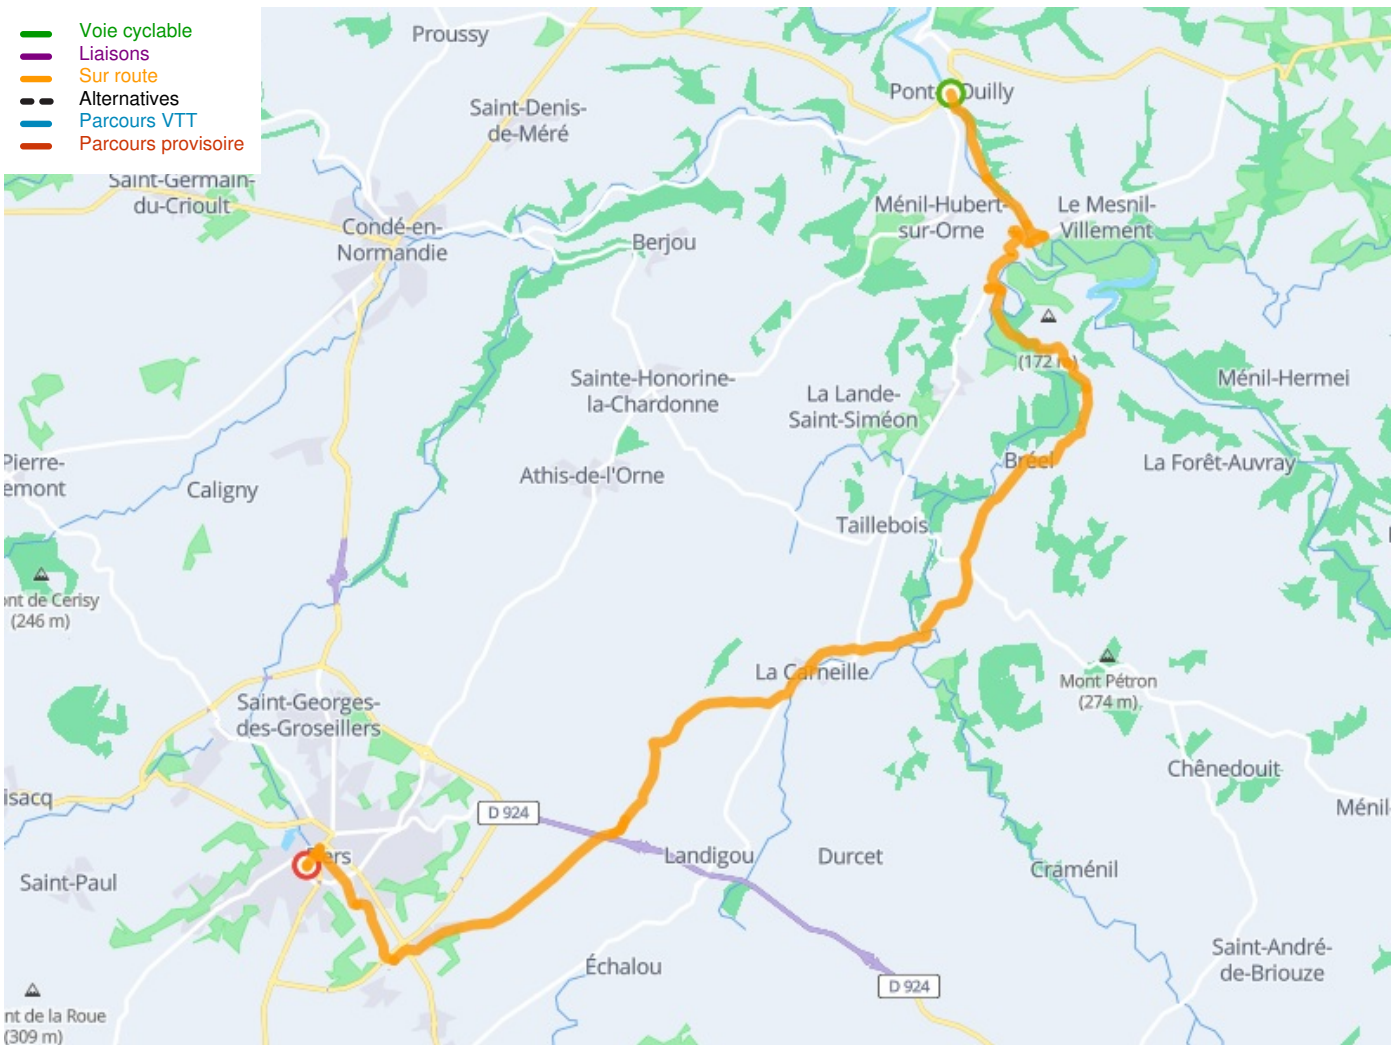 Voie cyclable
Liaisons
Sur route
Alternatives
Parcours VTT
Parcours provisoire
Proussy
Saint-Denis-
de-Méré
Saint-Germain-
du-Crioult
Condé-en-
Normandie
Berjou
Ménil-Hubert-
sur-Orne
Le Mesnil-
Villement
(172 m)
Ménil-Hermei
Sainte-Honorine-
la-Chardonne
La Lande-
Saint-Siméon
Pierre-
emont
Caligny
Athis-de-l'Orne
Bréel
La Forêt-Auvray
Taillebois
ont de Cerisy
(246 m)
La Carneille
Mont Pétron
(274 m)
Saint-Georges-
des-Groseillers
Chênedouit
isacq
Ménil-
D 924
Landigou
Durcet
Craménil
Saint-Paul
Échalou
Saint-André-
de-Briouze
D 924
nt de la Roue
(309 m)